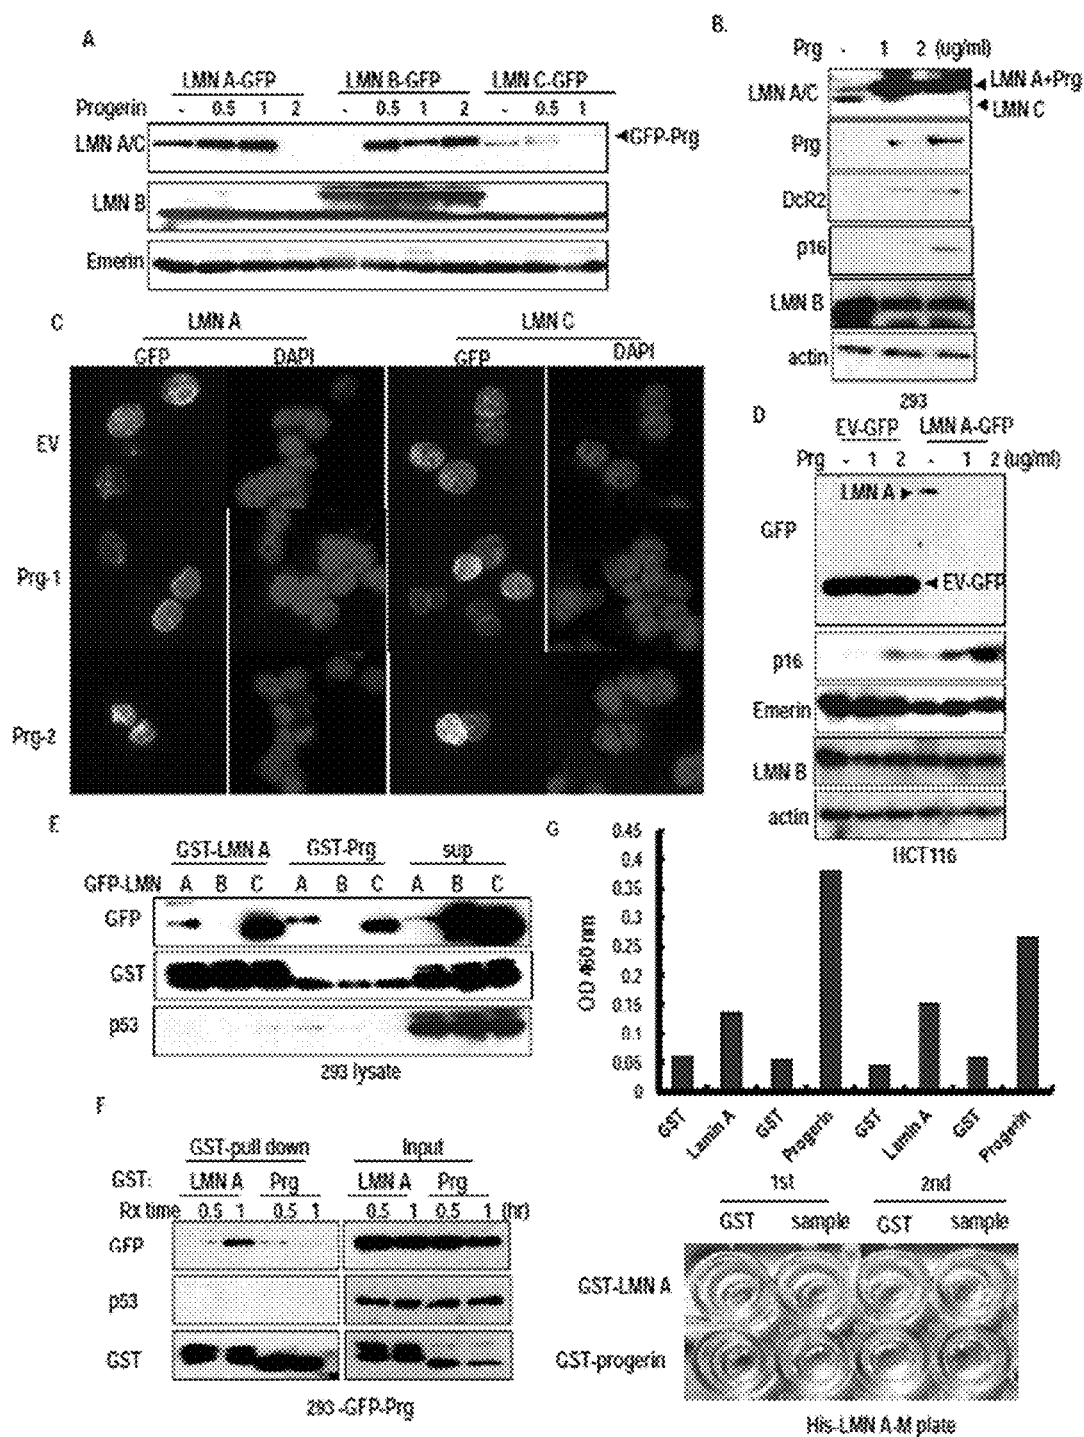 A
LMN A-GFP LMN B-GFP LMN C-GFP
Progerin - 0.5 1 2 - 0.5 1 2 - 0.5 1
LMN A/C
GFP-Prg
LMN B
Emerin
B.
Prg - 1 2 (ug/ml)
LMN A/C
LMN A+Prg
LMN C
Prg
DcR2
p16
LMN B
actin
293
C
LMN A LMN C
GFP DAPI GFP DAPI
EV
Prg-1
Prg-2
D
EV-GFP LMN A-GFP
Prg - 1 2 - 1 2 (ug/ml)
LMN A
GFP
EV-GFP
p16
Emerin
LMN B
actin
HCT116
E
GST-LMN A GST-Prg sup
GFP-LMN A B C A B C A B C
GFP
GST
p53
293 lysate
F
GST-pull down Input
GST: LMN A Prg LMN A Prg
Rx time 0.5 1 0.5 1 0.5 1 0.5 1 (hr)
GFP
p53
GST
293 -GFP-Prg
G
0.45
0.4
0.35
0.3
0.25
0.2
0.15
0.1
0.05
0
OD 460 nm
GST Lamin A GST Progerin GST Lamin A GST Progerin
1st 2nd
GST sample GST sample
GST-LMN A
GST-progerin
His-LMN A-M plate